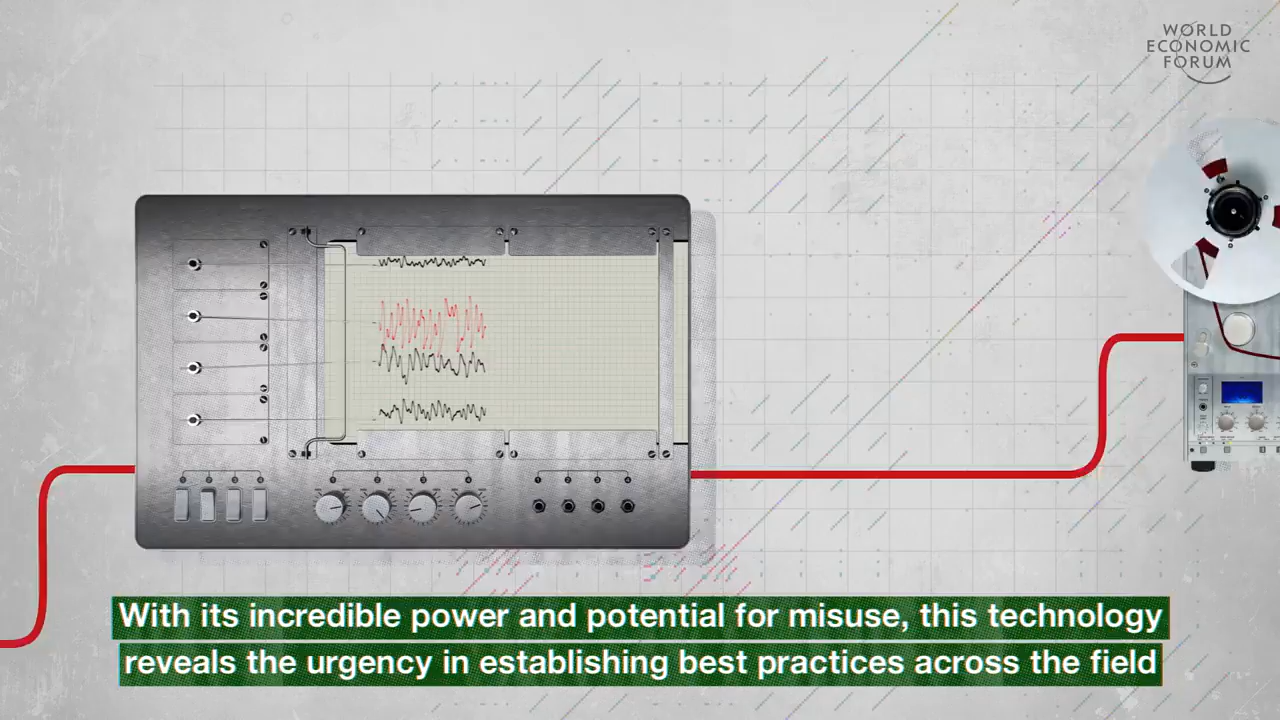 WORLD
ECONOMIC
FORUM
With its incredible power and potential for misuse, this technology
reveals the urgency in establishing best practices across the field